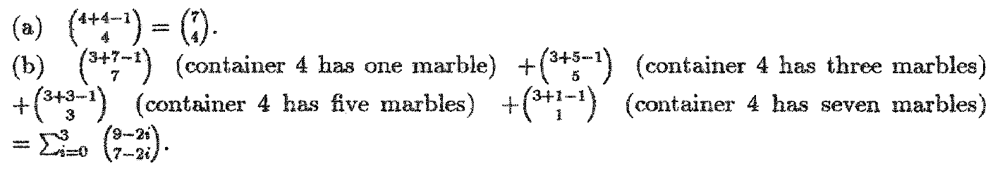 (a) $\binom{4+4-1}{4} = \binom{7}{4}$.
(b) $\binom{3+7-1}{7}$ (container 4 has one marble) $+\binom{3+5-1}{5}$ (container 4 has three marbles)
$+\binom{3+3-1}{3}$ (container 4 has five marbles) $+\binom{3+1-1}{1}$ (container 4 has seven marbles)
$= \sum_{i=0}^{3} \binom{9-2i}{7-2i}$.